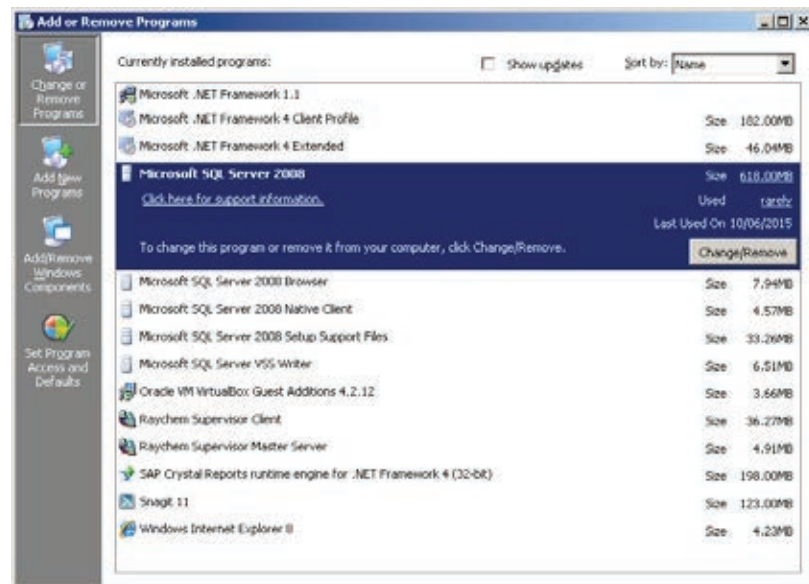 Add or Remove Programs
Change or
Remove
Programs
Add New
Programs
Add/Remove
Windows
Components
Set Program
Access and
Defaults
Currently installed programs:
Show updates
Sort by: Name
Microsoft .NET Framework 1.1
Microsoft .NET Framework 4 Client Profile Size 182.00MB
Microsoft .NET Framework 4 Extended Size 46.04MB
Microsoft SQL Server 2008 Size 618.00MB
Click here for support information. Used rarely
Last Used On 10/06/2015
To change this program or remove it from your computer, click Change/Remove. Change/Remove
Microsoft SQL Server 2008 Browser Size 7.94MB
Microsoft SQL Server 2008 Native Client Size 4.57MB
Microsoft SQL Server 2008 Setup Support Files Size 33.26MB
Microsoft SQL Server VSS Writer Size 6.51MB
Oracle VM VirtualBox Guest Additions 4.2.12 Size 3.66MB
Raychem Supervisor Client Size 36.27MB
Raychem Supervisor Master Server Size 4.91MB
SAP Crystal Reports runtime engine for .NET Framework 4 (32-bit) Size 198.00MB
Snagit 11 Size 123.00MB
Windows Internet Explorer 8 Size 4.23MB